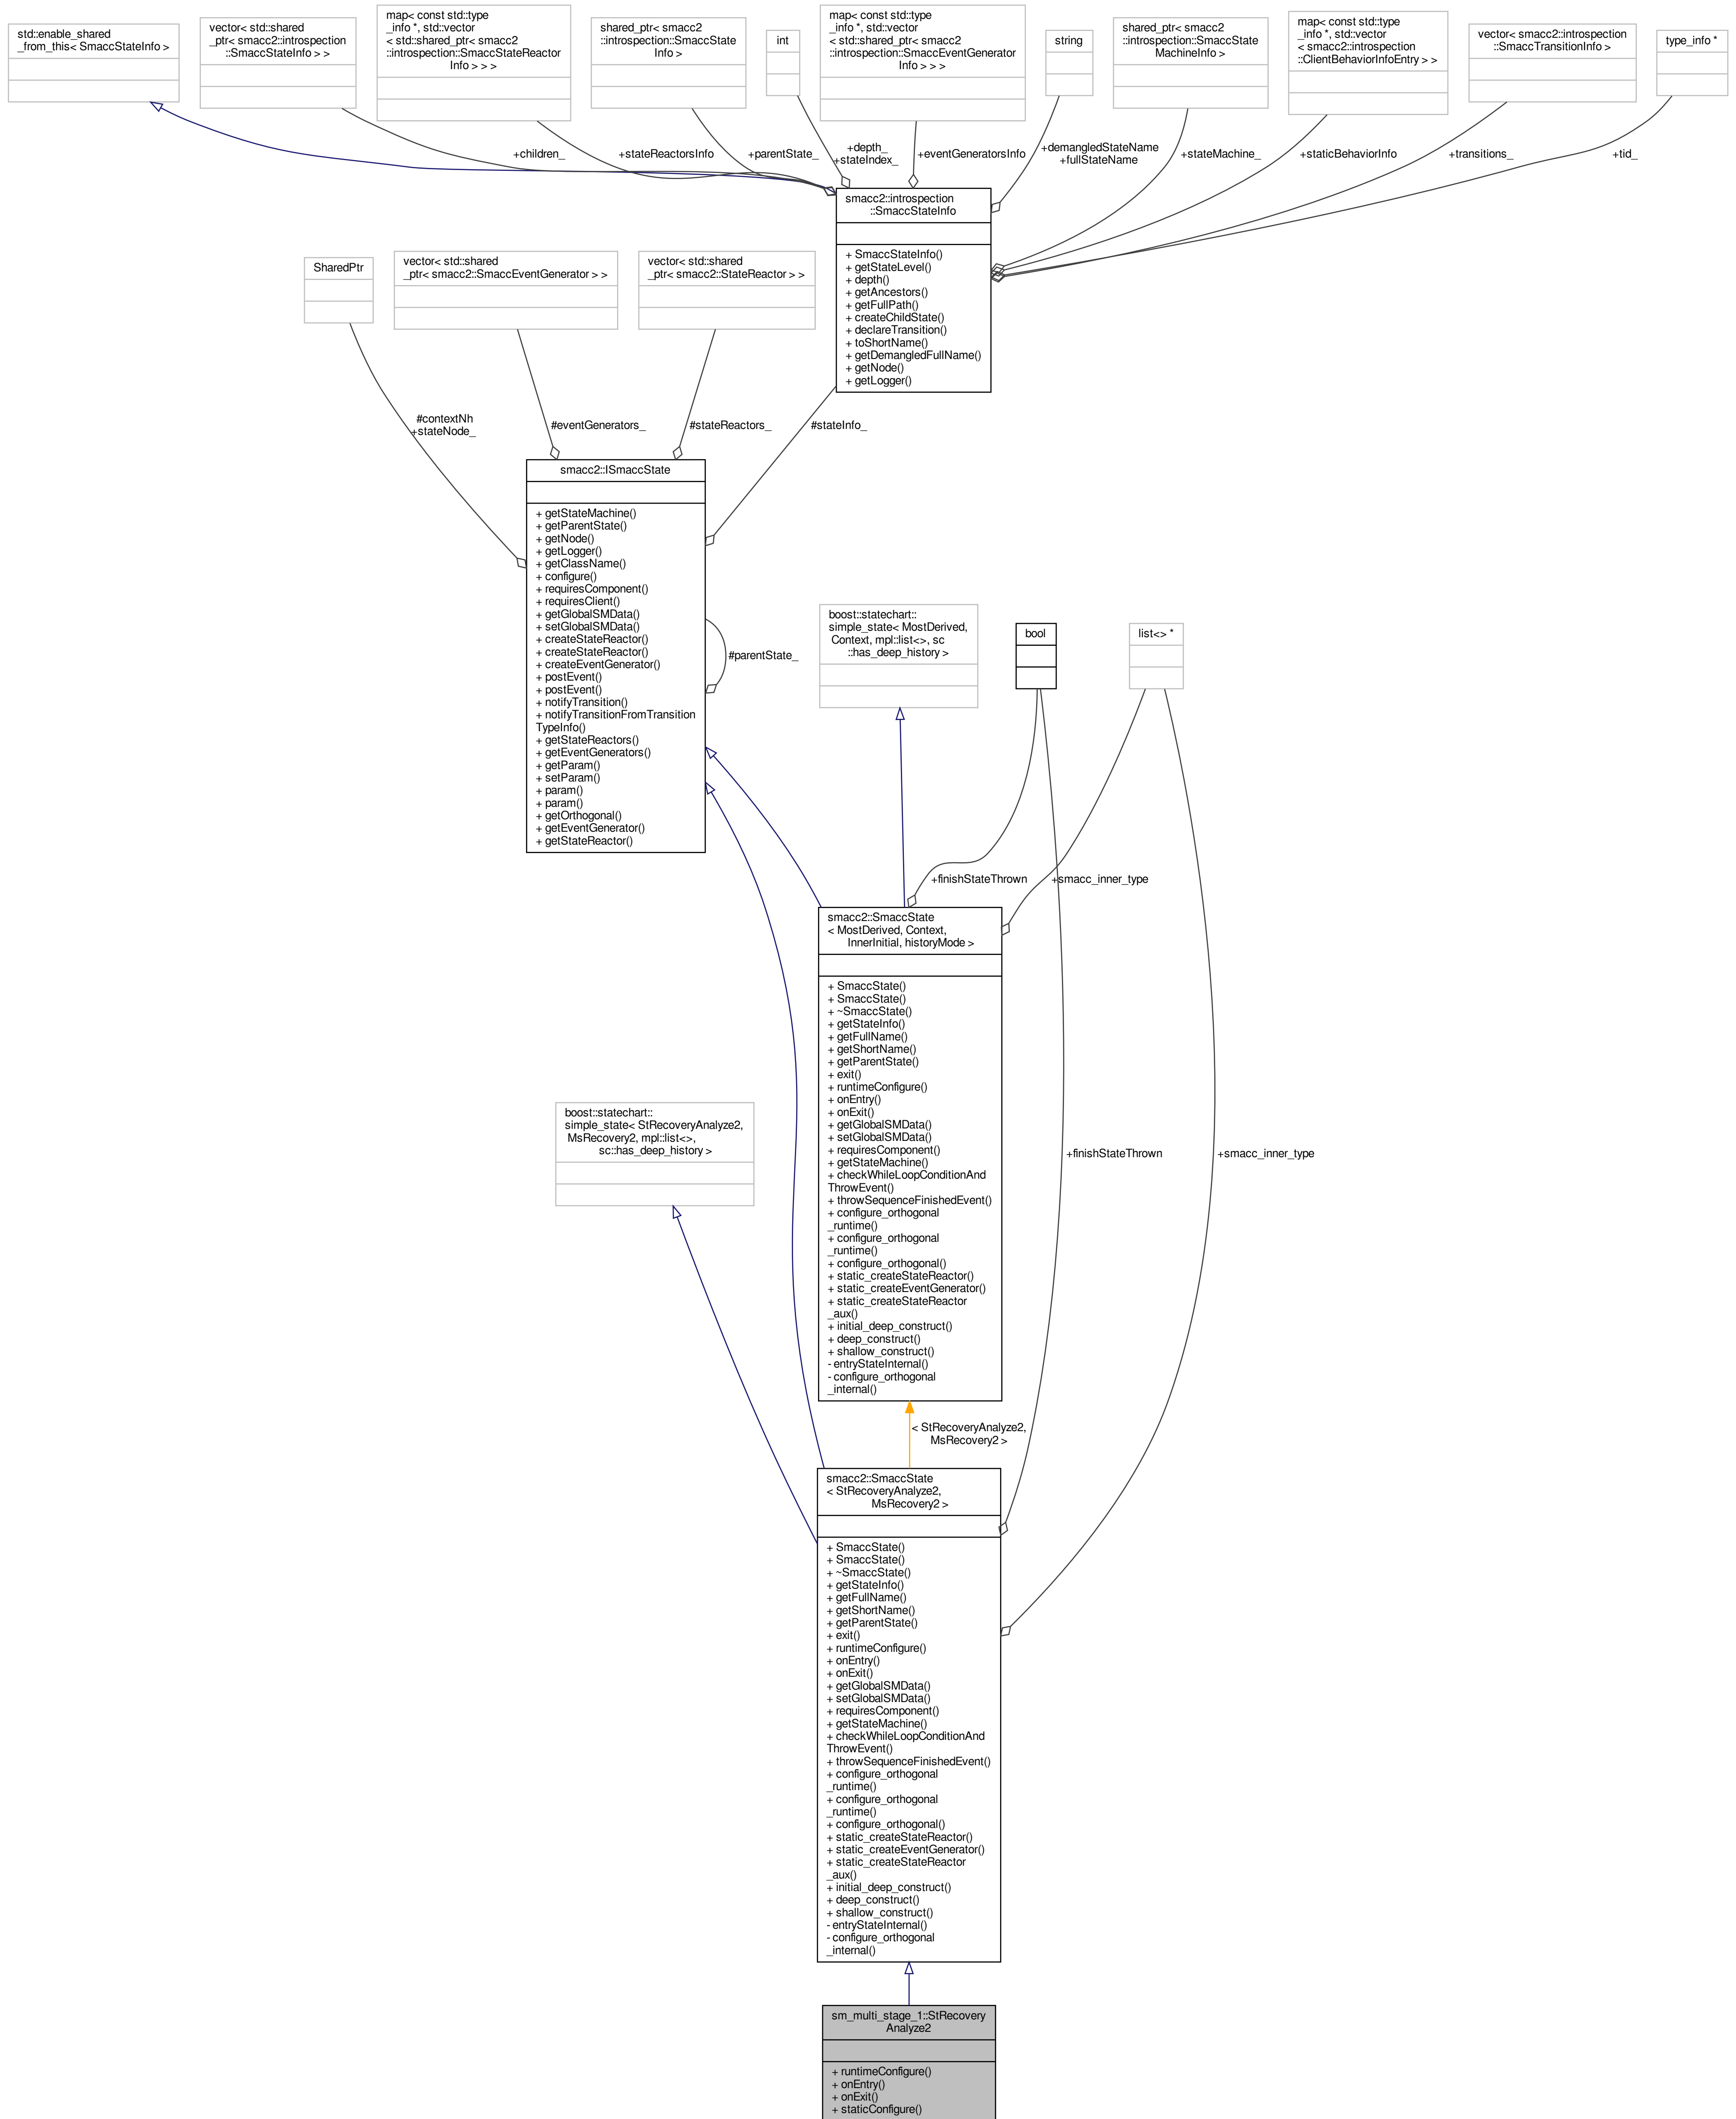 std::enable_shared
_from_this< SmaccStateInfo >
vector< std::shared
_ptr< smacc2::introspection
::SmaccStateInfo > >
map< const std::type
_info *, std::vector
< std::shared_ptr< smacc2
::introspection::SmaccStateReactor
Info > > >
shared_ptr< smacc2
::introspection::SmaccState
Info >
int
map< const std::type
_info *, std::vector
< std::shared_ptr< smacc2
::introspection::SmaccEventGenerator
Info > > >
string
shared_ptr< smacc2
::introspection::SmaccState
MachineInfo >
map< const std::type
_info *, std::vector
< smacc2::introspection
::ClientBehaviorInfoEntry > >
vector< smacc2::introspection
::SmaccTransitionInfo >
type_info *
+children_
+stateReactorsInfo
+parentState_
+depth_
+stateIndex_
+eventGeneratorsInfo
+demangledStateName
+fullStateName
+stateMachine_
+staticBehaviorInfo
+transitions_
+tid_
smacc2::introspection
::SmaccStateInfo
+ SmaccStateInfo()
+ getStateLevel()
+ depth()
+ getAncestors()
+ getFullPath()
+ createChildState()
+ declareTransition()
+ toShortName()
+ getDemangledFullName()
+ getNode()
+ getLogger()
SharedPtr
vector< std::shared
_ptr< smacc2::SmaccEventGenerator > >
vector< std::shared
_ptr< smacc2::StateReactor > >
#contextNh
+stateNode_
#eventGenerators_
#stateReactors_
#stateInfo_
smacc2::ISmaccState
+ getStateMachine()
+ getParentState()
+ getNode()
+ getLogger()
+ getClassName()
+ configure()
+ requiresComponent()
+ requiresClient()
+ getGlobalSMData()
+ setGlobalSMData()
+ createStateReactor()
+ createStateReactor()
+ createEventGenerator()
+ postEvent()
+ postEvent()
+ notifyTransition()
+ notifyTransitionFromTransition
TypeInfo()
+ getStateReactors()
+ getEventGenerators()
+ getParam()
+ setParam()
+ param()
+ param()
+ getOrthogonal()
+ getEventGenerator()
+ getStateReactor()
#parentState_
boost::statechart::
simple_state< MostDerived,
Context, mpl::list<>, sc
::has_deep_history >
bool
list<> *
+finishStateThrown
+smacc_inner_type
smacc2::SmaccState
< MostDerived, Context,
InnerInitial, historyMode >
+ SmaccState()
+ SmaccState()
+ ~SmaccState()
+ getStateInfo()
+ getFullName()
+ getShortName()
+ getParentState()
+ exit()
+ runtimeConfigure()
+ onEntry()
+ onExit()
+ getGlobalSMData()
+ setGlobalSMData()
+ requiresComponent()
+ getStateMachine()
+ checkWhileLoopConditionAnd
ThrowEvent()
+ throwSequenceFinishedEvent()
+ configure_orthogonal
_runtime()
+ configure_orthogonal
_runtime()
+ configure_orthogonal()
+ static_createStateReactor()
+ static_createEventGenerator()
+ static_createStateReactor
_aux()
+ initial_deep_construct()
+ deep_construct()
+ shallow_construct()
- entryStateInternal()
- configure_orthogonal
_internal()
boost::statechart::
simple_state< StRecoveryAnalyze2,
MsRecovery2, mpl::list<>,
sc::has_deep_history >
+finishStateThrown
+smacc_inner_type
< StRecoveryAnalyze2,
MsRecovery2 >
smacc2::SmaccState
< StRecoveryAnalyze2,
MsRecovery2 >
+ SmaccState()
+ SmaccState()
+ ~SmaccState()
+ getStateInfo()
+ getFullName()
+ getShortName()
+ getParentState()
+ exit()
+ runtimeConfigure()
+ onEntry()
+ onExit()
+ getGlobalSMData()
+ setGlobalSMData()
+ requiresComponent()
+ getStateMachine()
+ checkWhileLoopConditionAnd
ThrowEvent()
+ throwSequenceFinishedEvent()
+ configure_orthogonal
_runtime()
+ configure_orthogonal
_runtime()
+ configure_orthogonal()
+ static_createStateReactor()
+ static_createEventGenerator()
+ static_createStateReactor
_aux()
+ initial_deep_construct()
+ deep_construct()
+ shallow_construct()
- entryStateInternal()
- configure_orthogonal
_internal()
sm_multi_stage_1::StRecovery
Analyze2
+ runtimeConfigure()
+ onEntry()
+ onExit()
+ staticConfigure()